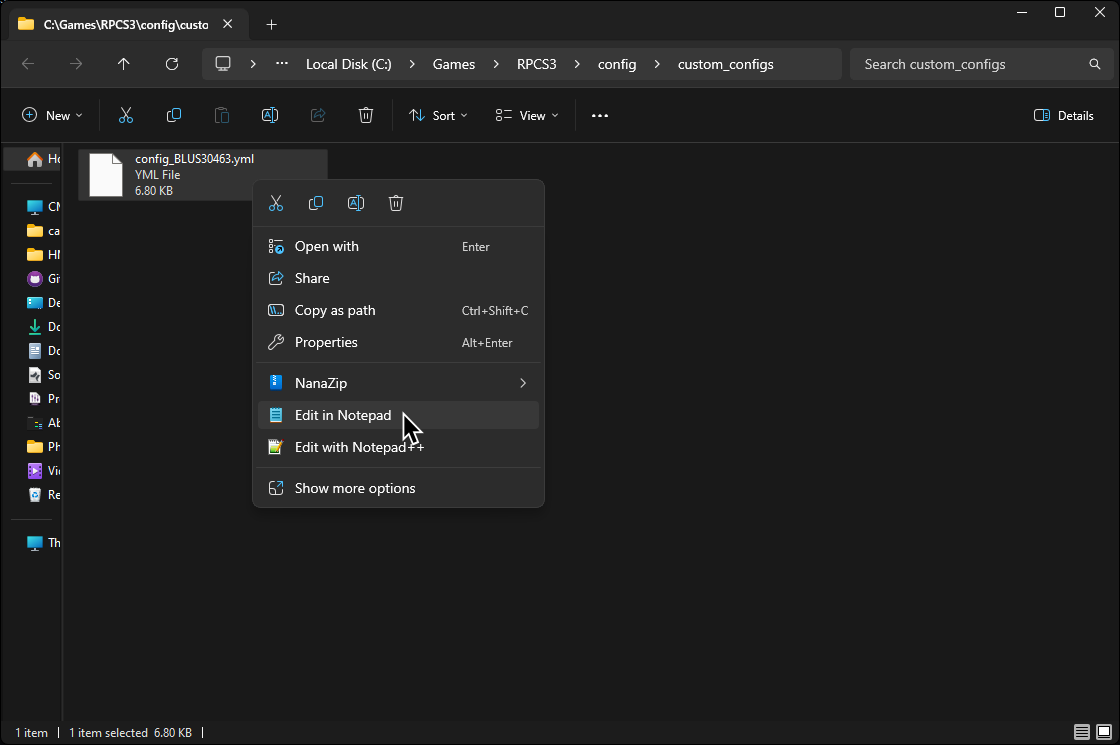 C:\Games\RPCS3\config\custo
Local Disk (C:) Games RPCS3 config custom_configs
Search custom_configs
New Sort View Details
config_BLUS30463.yml
YML File
6.80 KB
Open with Enter
Share
Copy as path Ctrl+Shift+C
Properties Alt+Enter
NanaZip
Edit in Notepad
Edit with Notepad++
Show more options
Ho
CM
ca
HM
Git
De
Do
Do
So
Pr
Ab
Ph
Vi
Re
Th
1 item 1 item selected 6.80 KB